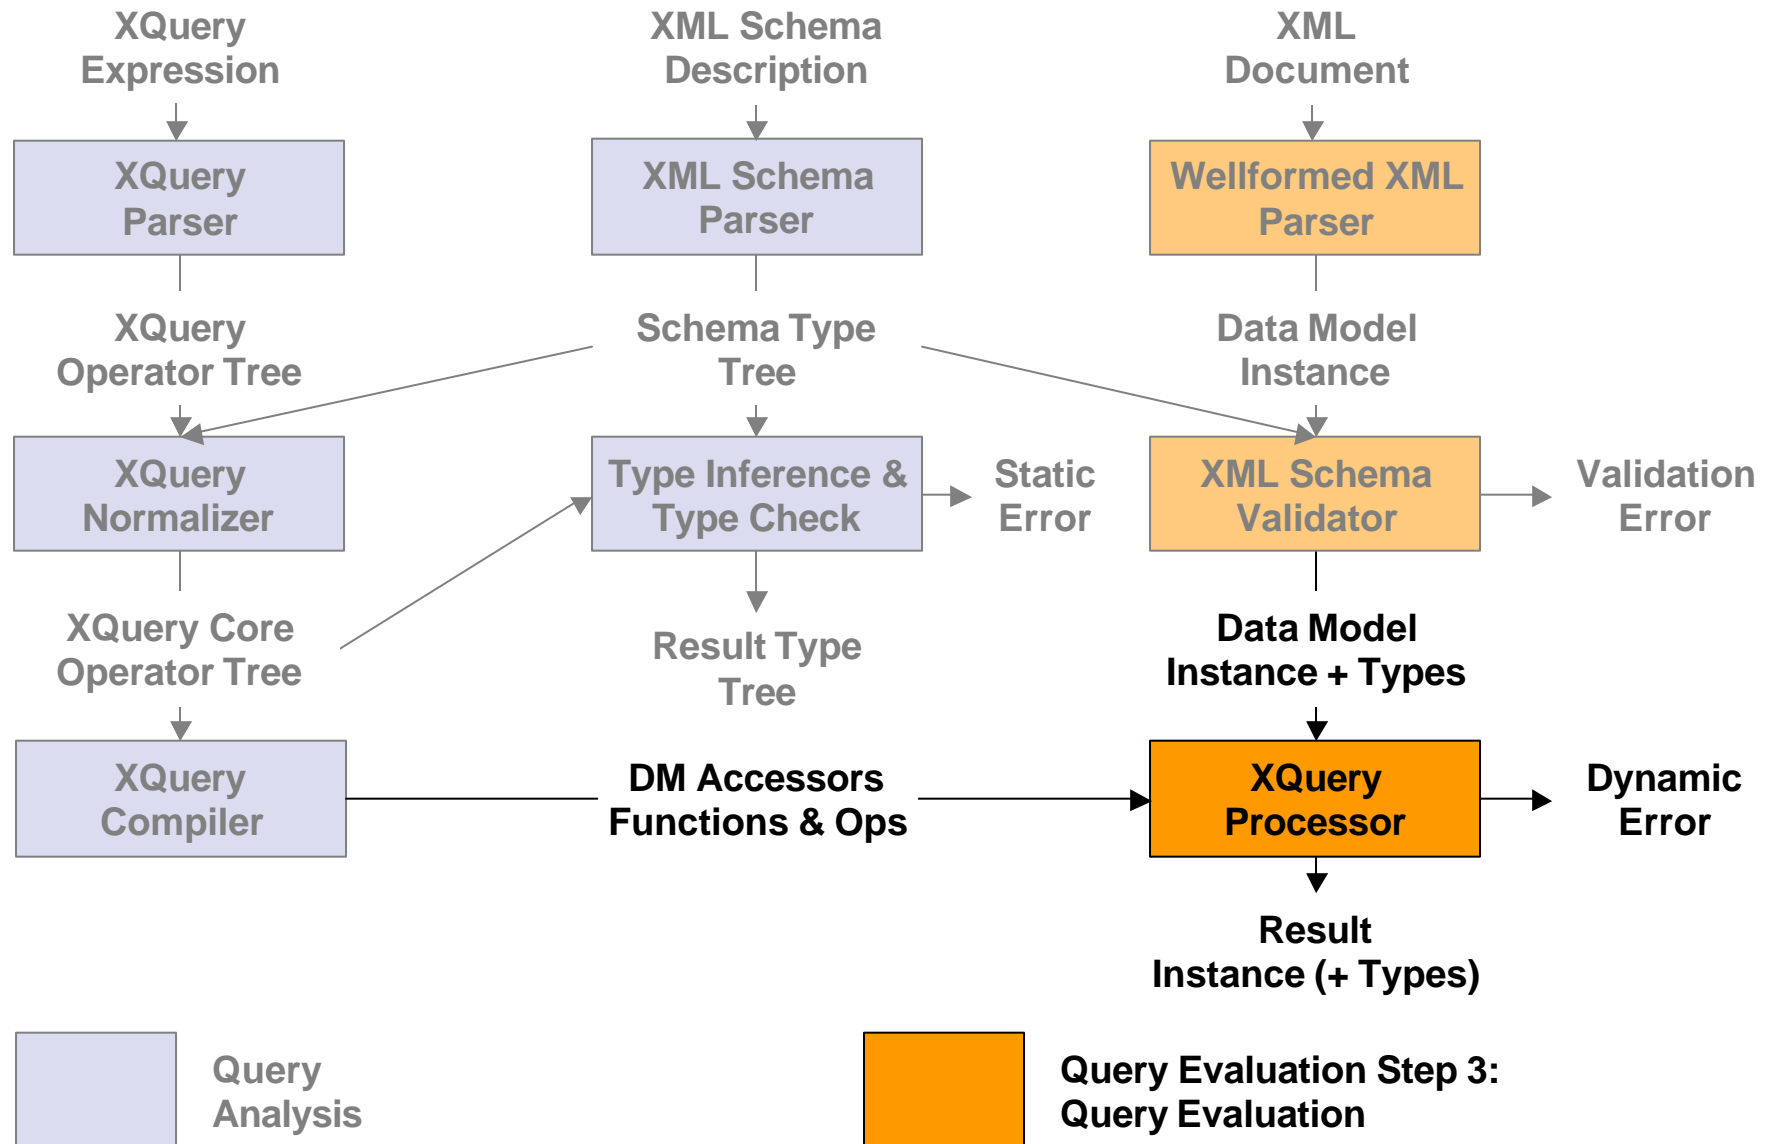 XQuery
Expression
XML Schema
Description
XML
Document
XQuery
Parser
XML Schema
Parser
Wellformed XML
Parser
XQuery
Operator Tree
Schema Type
Tree
Data Model
Instance
XQuery
Normalizer
Type Inference &
Type Check
Static
Error
XML Schema
Validator
Validation
Error
XQuery Core
Operator Tree
Result Type
Tree
Data Model
Instance + Types
XQuery
Compiler
DM Accessors
Functions & Ops
XQuery
Processor
Dynamic
Error
Result
Instance (+ Types)
Query
Analysis
Query Evaluation Step 3:
Query Evaluation